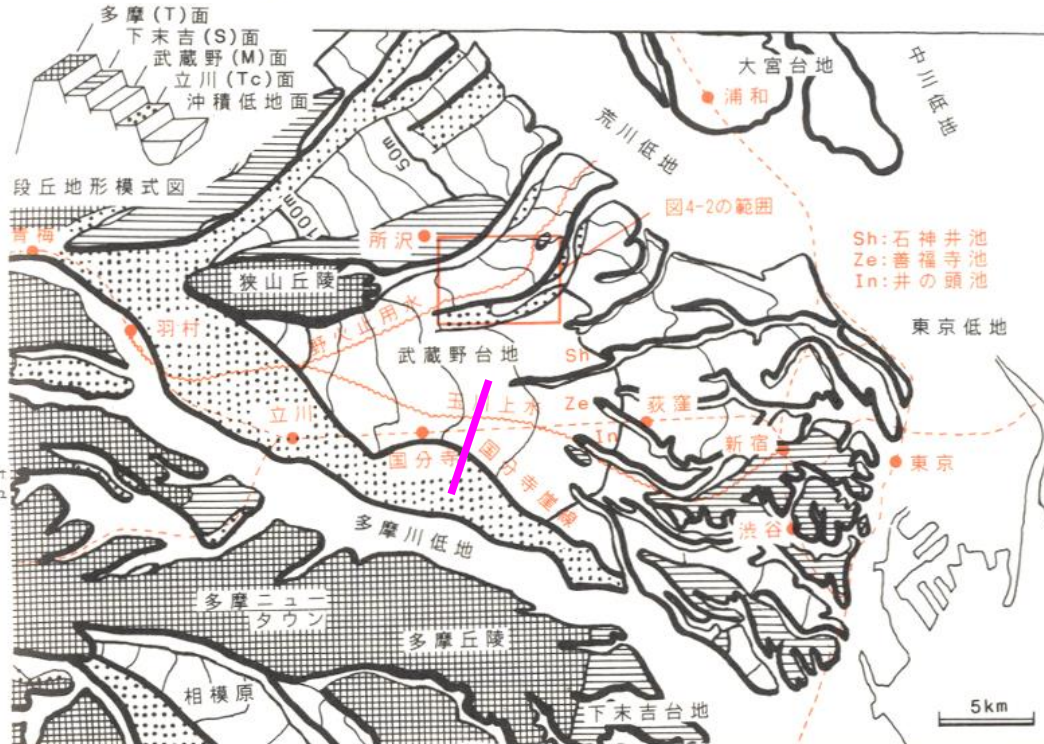 多摩(T)面
下末吉(S)面
武蔵野(M)面
立川(Tc)面
沖積低地面
段丘地形模式図
大宮台地
浦和
中三低地
荒川低地
50m
100m
図4-2の範囲
青梅
所沢
Sh:石神井池
Ze:善福寺池
In:井の頭池
狭山丘陵
羽村
野火止用水
武蔵野台地
Sh
東京低地
玉川上水
Ze
荻窪
立川
国分寺
国分寺崖線
In
新宿
東京
多摩川低地
渋谷
多摩ニュー
タウン
多摩丘陵
相模原
下末吉台地
5km